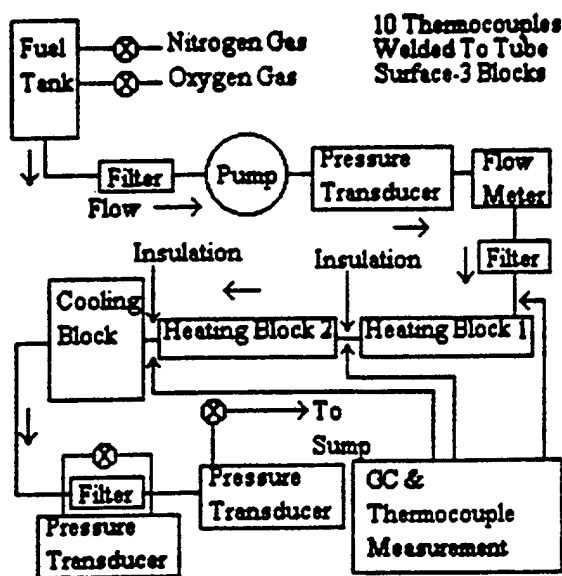 10 Thermocouples
Welded To Tube
Surface-3 Blocks
Fuel
Tank
Nitrogen Gas
Oxygen Gas
Filter
Pump
Pressure
Transducer
Flow
Meter
Flow
Filter
Insulation
Insulation
Cooling
Block
Heating Block 2
Heating Block 1
To
Sump
Filter
Pressure
Transducer
Pressure
Transducer
GC &
Thermocouple
Measurement